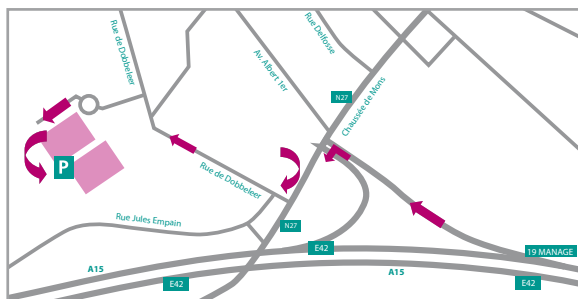 Rue de Dobbeleer
Rue Delfosse
Av. Albert 1er
N27
Chaussée de Mons
P
Rue de Dobbeleer
Rue Jules Empain
N27
E42
19 MANAGE
A15
A15
E42
E42